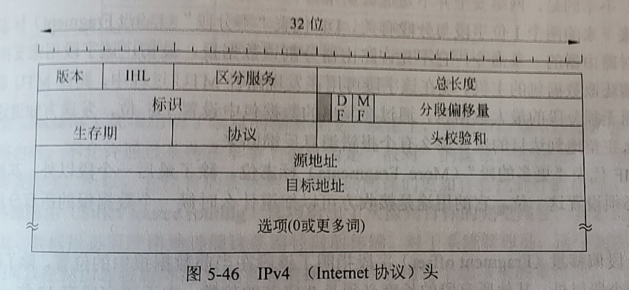 32 位
版本 IHL 区分服务 总长度
标识 DF MF 分段偏移量
生存期 协议 头校验和
源地址
目标地址
选项(0或更多词)
图 5-46 IPv4 (Internet 协议) 头